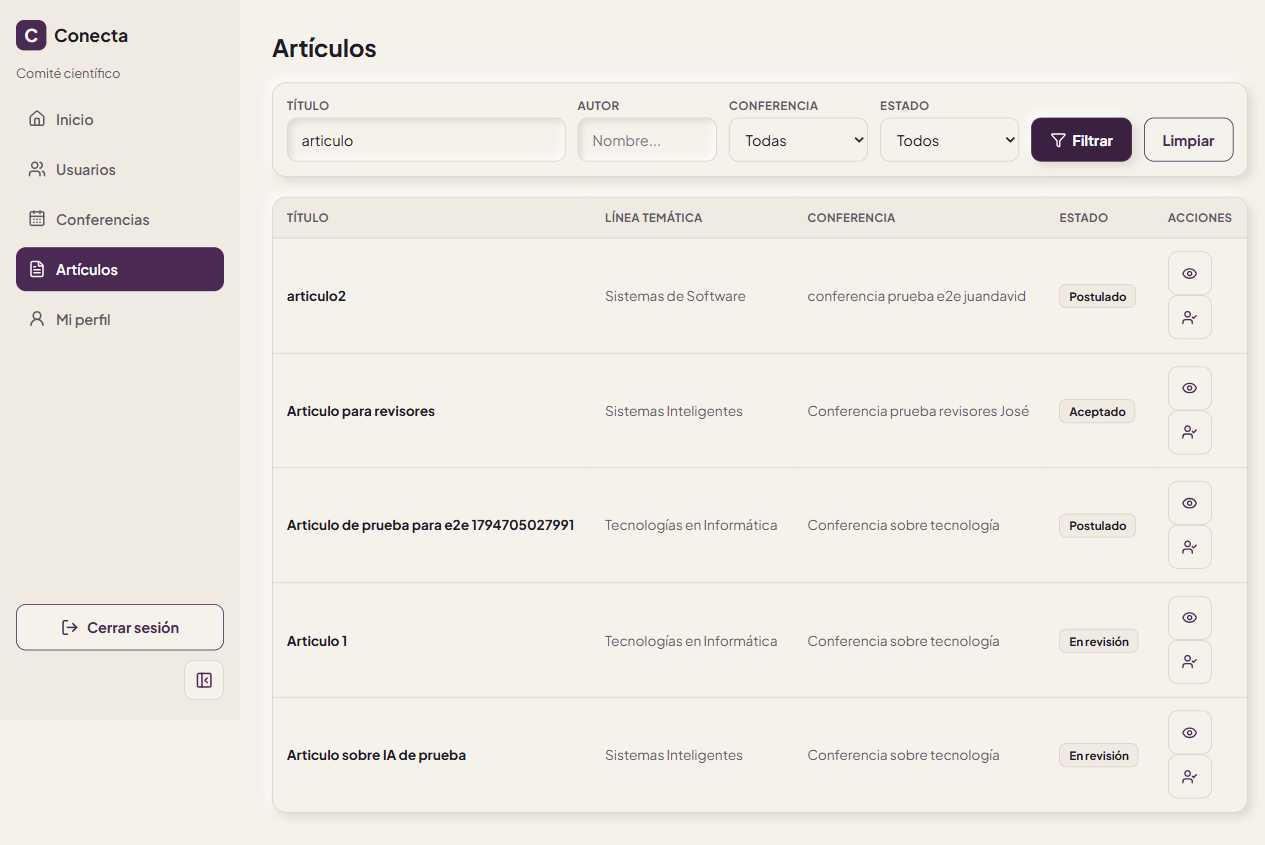 C Conecta
Comité científico
Inicio
Usuarios
Conferencias
Artículos
Mi perfil
Cerrar sesión
Artículos
TÍTULO AUTOR CONFERENCIA ESTADO
articulo Nombre... Todas Todos Filtrar Limpiar
TÍTULO LÍNEA TEMÁTICA CONFERENCIA ESTADO ACCIONES
articulo2 Sistemas de Software conferencia prueba e2e juandavid Postulado
Articulo para revisores Sistemas Inteligentes Conferencia prueba revisores José Aceptado
Articulo de prueba para e2e 1794705027991 Tecnologías en Informática Conferencia sobre tecnología Postulado
Articulo 1 Tecnologías en Informática Conferencia sobre tecnología En revisión
Articulo sobre IA de prueba Sistemas Inteligentes Conferencia sobre tecnología En revisión